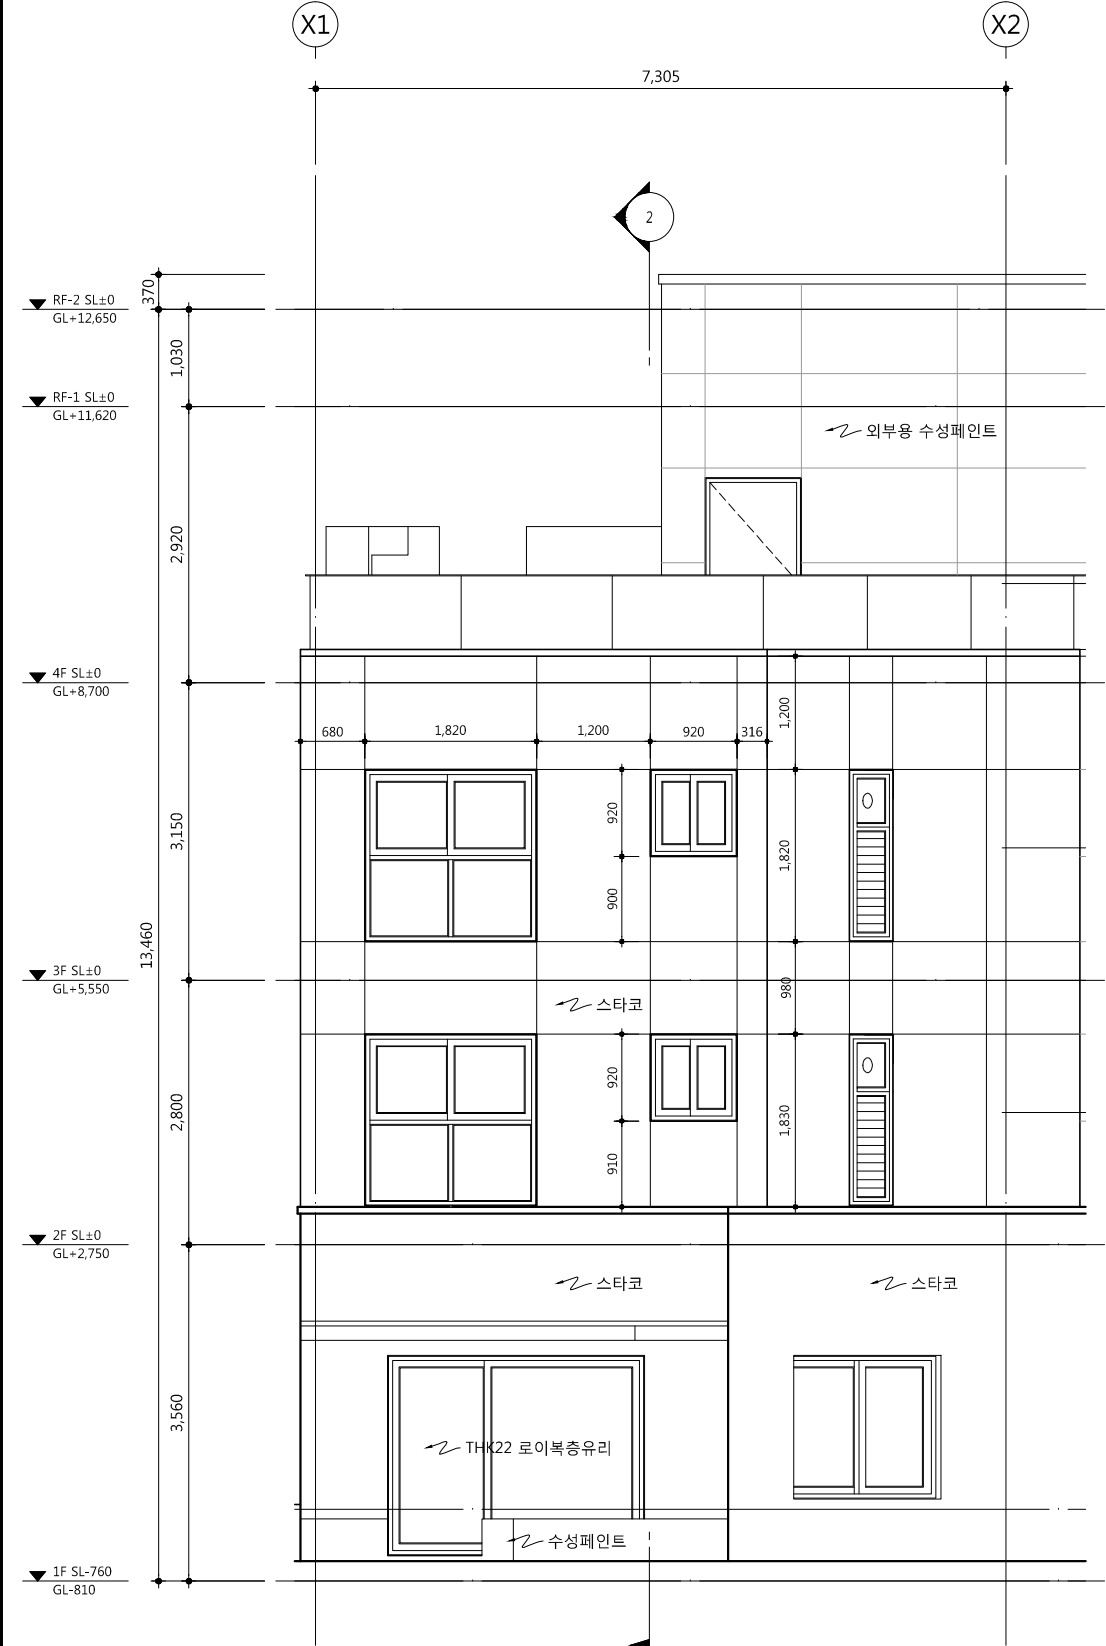 X1
X2
7,305
2
370
RF-2 SL±0
GL+12,650
1,030
RF-1 SL±0
GL+11,620
외부용 수성페인트
2,920
4F SL±0
GL+8,700
1,200
680
1,820
1,200
920
316
920
3,150
1,820
900
13,460
3F SL±0
GL+5,550
980
스타코
920
2,800
1,830
910
2F SL±0
GL+2,750
스타코
스타코
3,560
THK22 로이복층유리
수성페인트
1F SL-760
GL-810